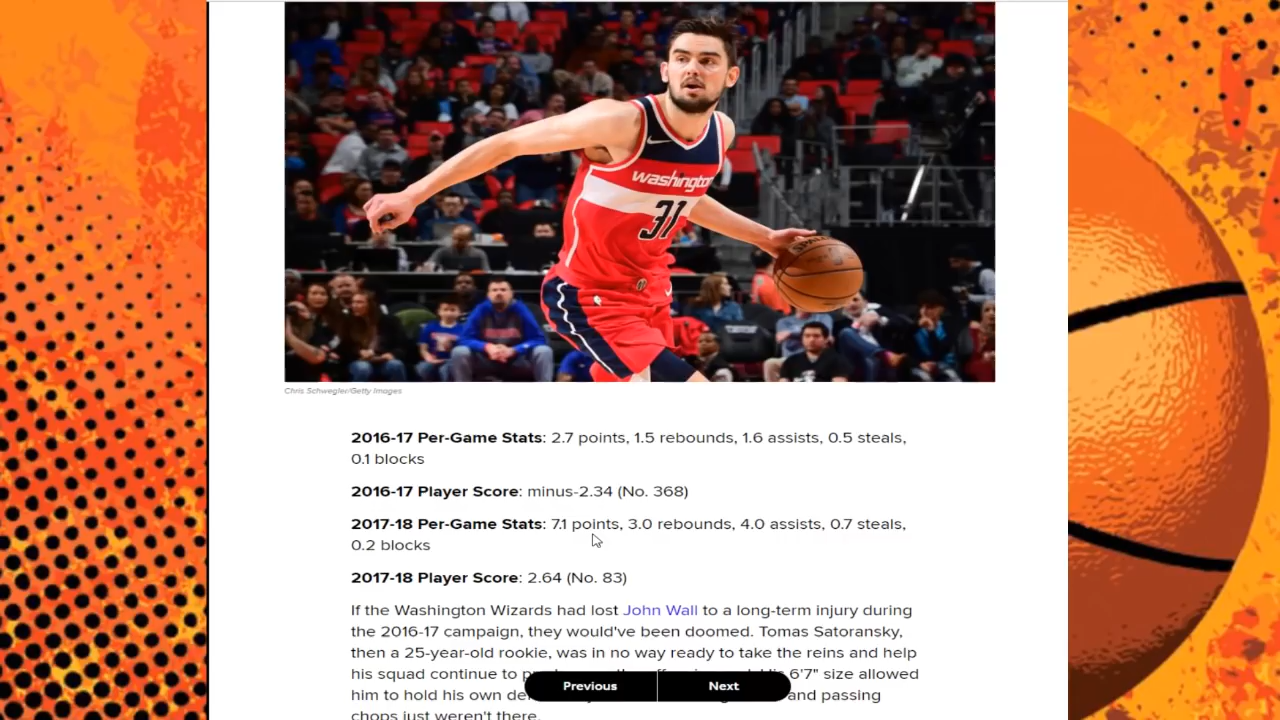 washington
31
Chris Schwegler/Getty Images
2016-17 Per-Game Stats: 2.7 points, 1.5 rebounds, 1.6 assists, 0.5 steals,
0.1 blocks
2016-17 Player Score: minus-2.34 (No. 368)
2017-18 Per-Game Stats: 7.1 points, 3.0 rebounds, 4.0 assists, 0.7 steals,
0.2 blocks
2017-18 Player Score: 2.64 (No. 83)
If the Washington Wizards had lost John Wall to a long-term injury during
the 2016-17 campaign, they would've been doomed. Tomas Satoransky,
then a 25-year-old rookie, was in no way ready to take the reins and help
his squad continue to 6'7" size allowed
him to hold his own and passing
chops just weren't there.
Previous
Next